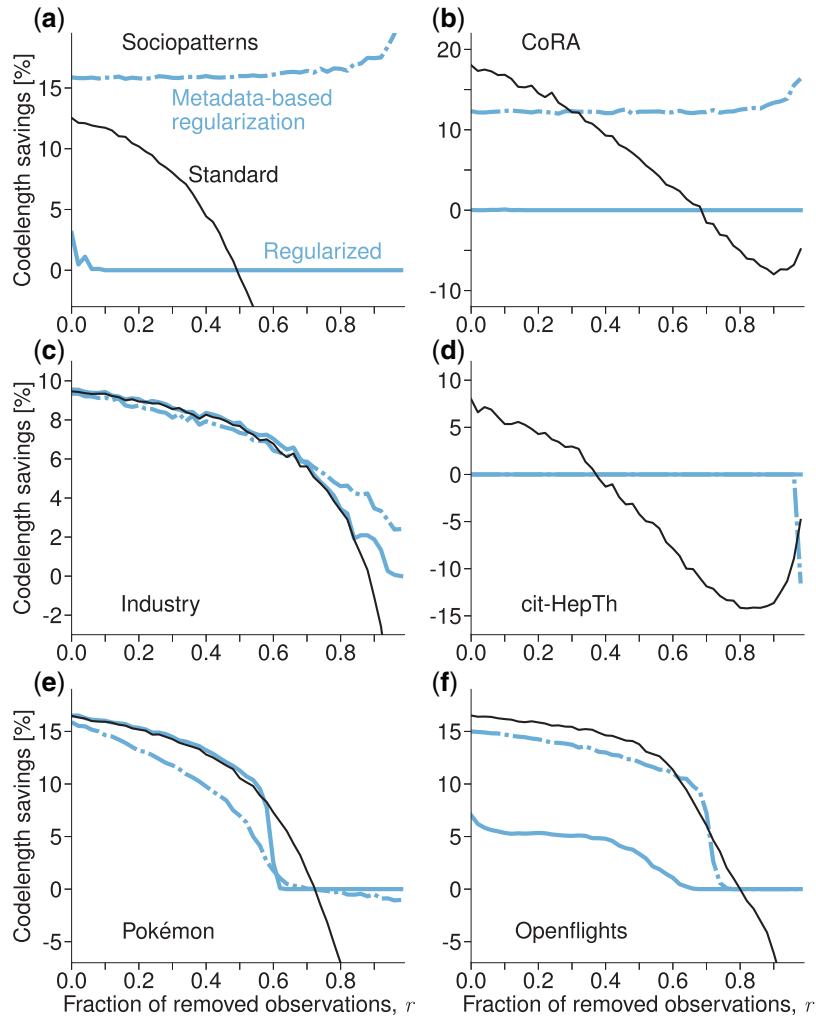 (a)
Sociopatterns
Codelength savings [%]
15
10
5
0
Metadata-based
regularization
Standard
Regularized
0.0 0.2 0.4 0.6 0.8
(b)
CoRA
20
10
0
-10
0.0 0.2 0.4 0.6 0.8
(c)
Codelength savings [%]
10
8
6
4
2
0
-2
Industry
0.0 0.2 0.4 0.6 0.8
(d)
10
5
0
-5
-10
-15
cit-HepTh
0.0 0.2 0.4 0.6 0.8
(e)
Codelength savings [%]
15
10
5
0
-5
Pokémon
0.0 0.2 0.4 0.6 0.8
Fraction of removed observations, r
(f)
15
10
5
0
-5
Openflights
0.0 0.2 0.4 0.6 0.8
Fraction of removed observations, r